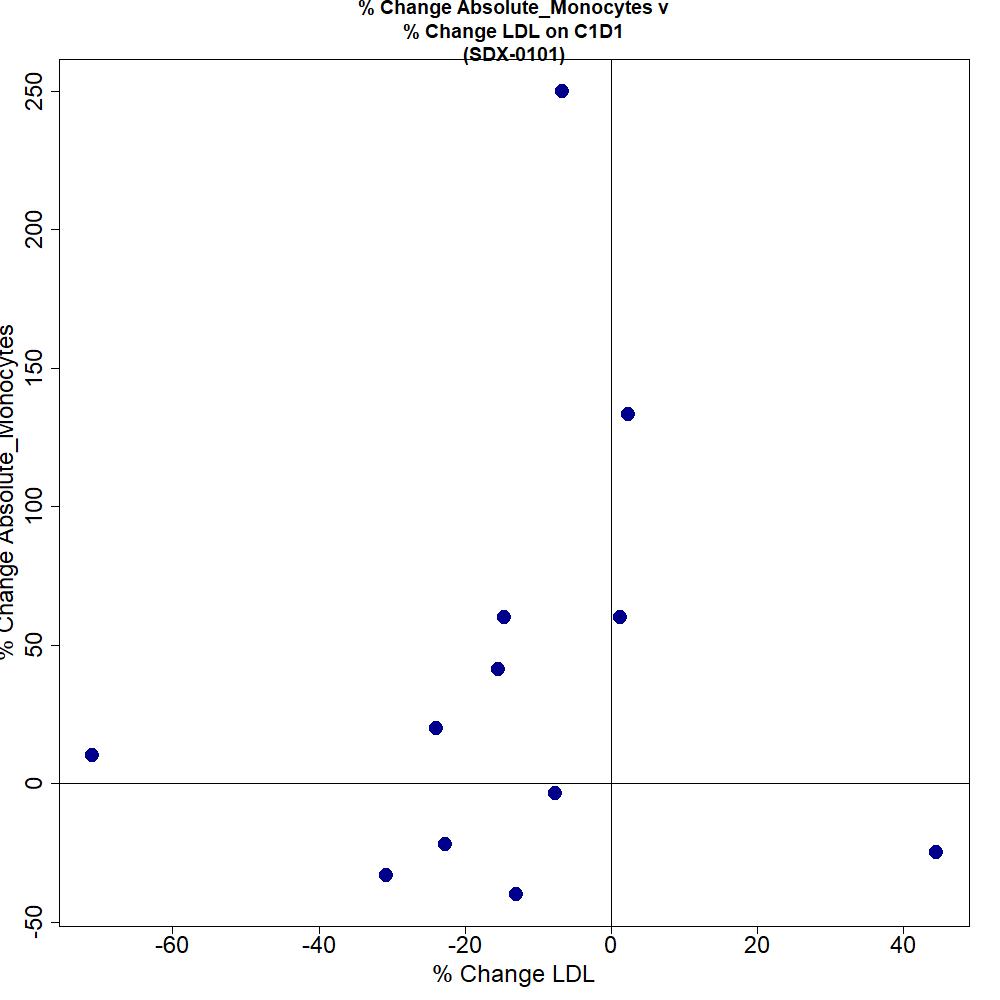 % Change Absolute_Monocytes v
% Change LDL on C1D1
(SDX-0101)
% Change Absolute_Monocytes
250
200
150
100
50
0
-50
-60
-40
-20
0
20
40
% Change LDL